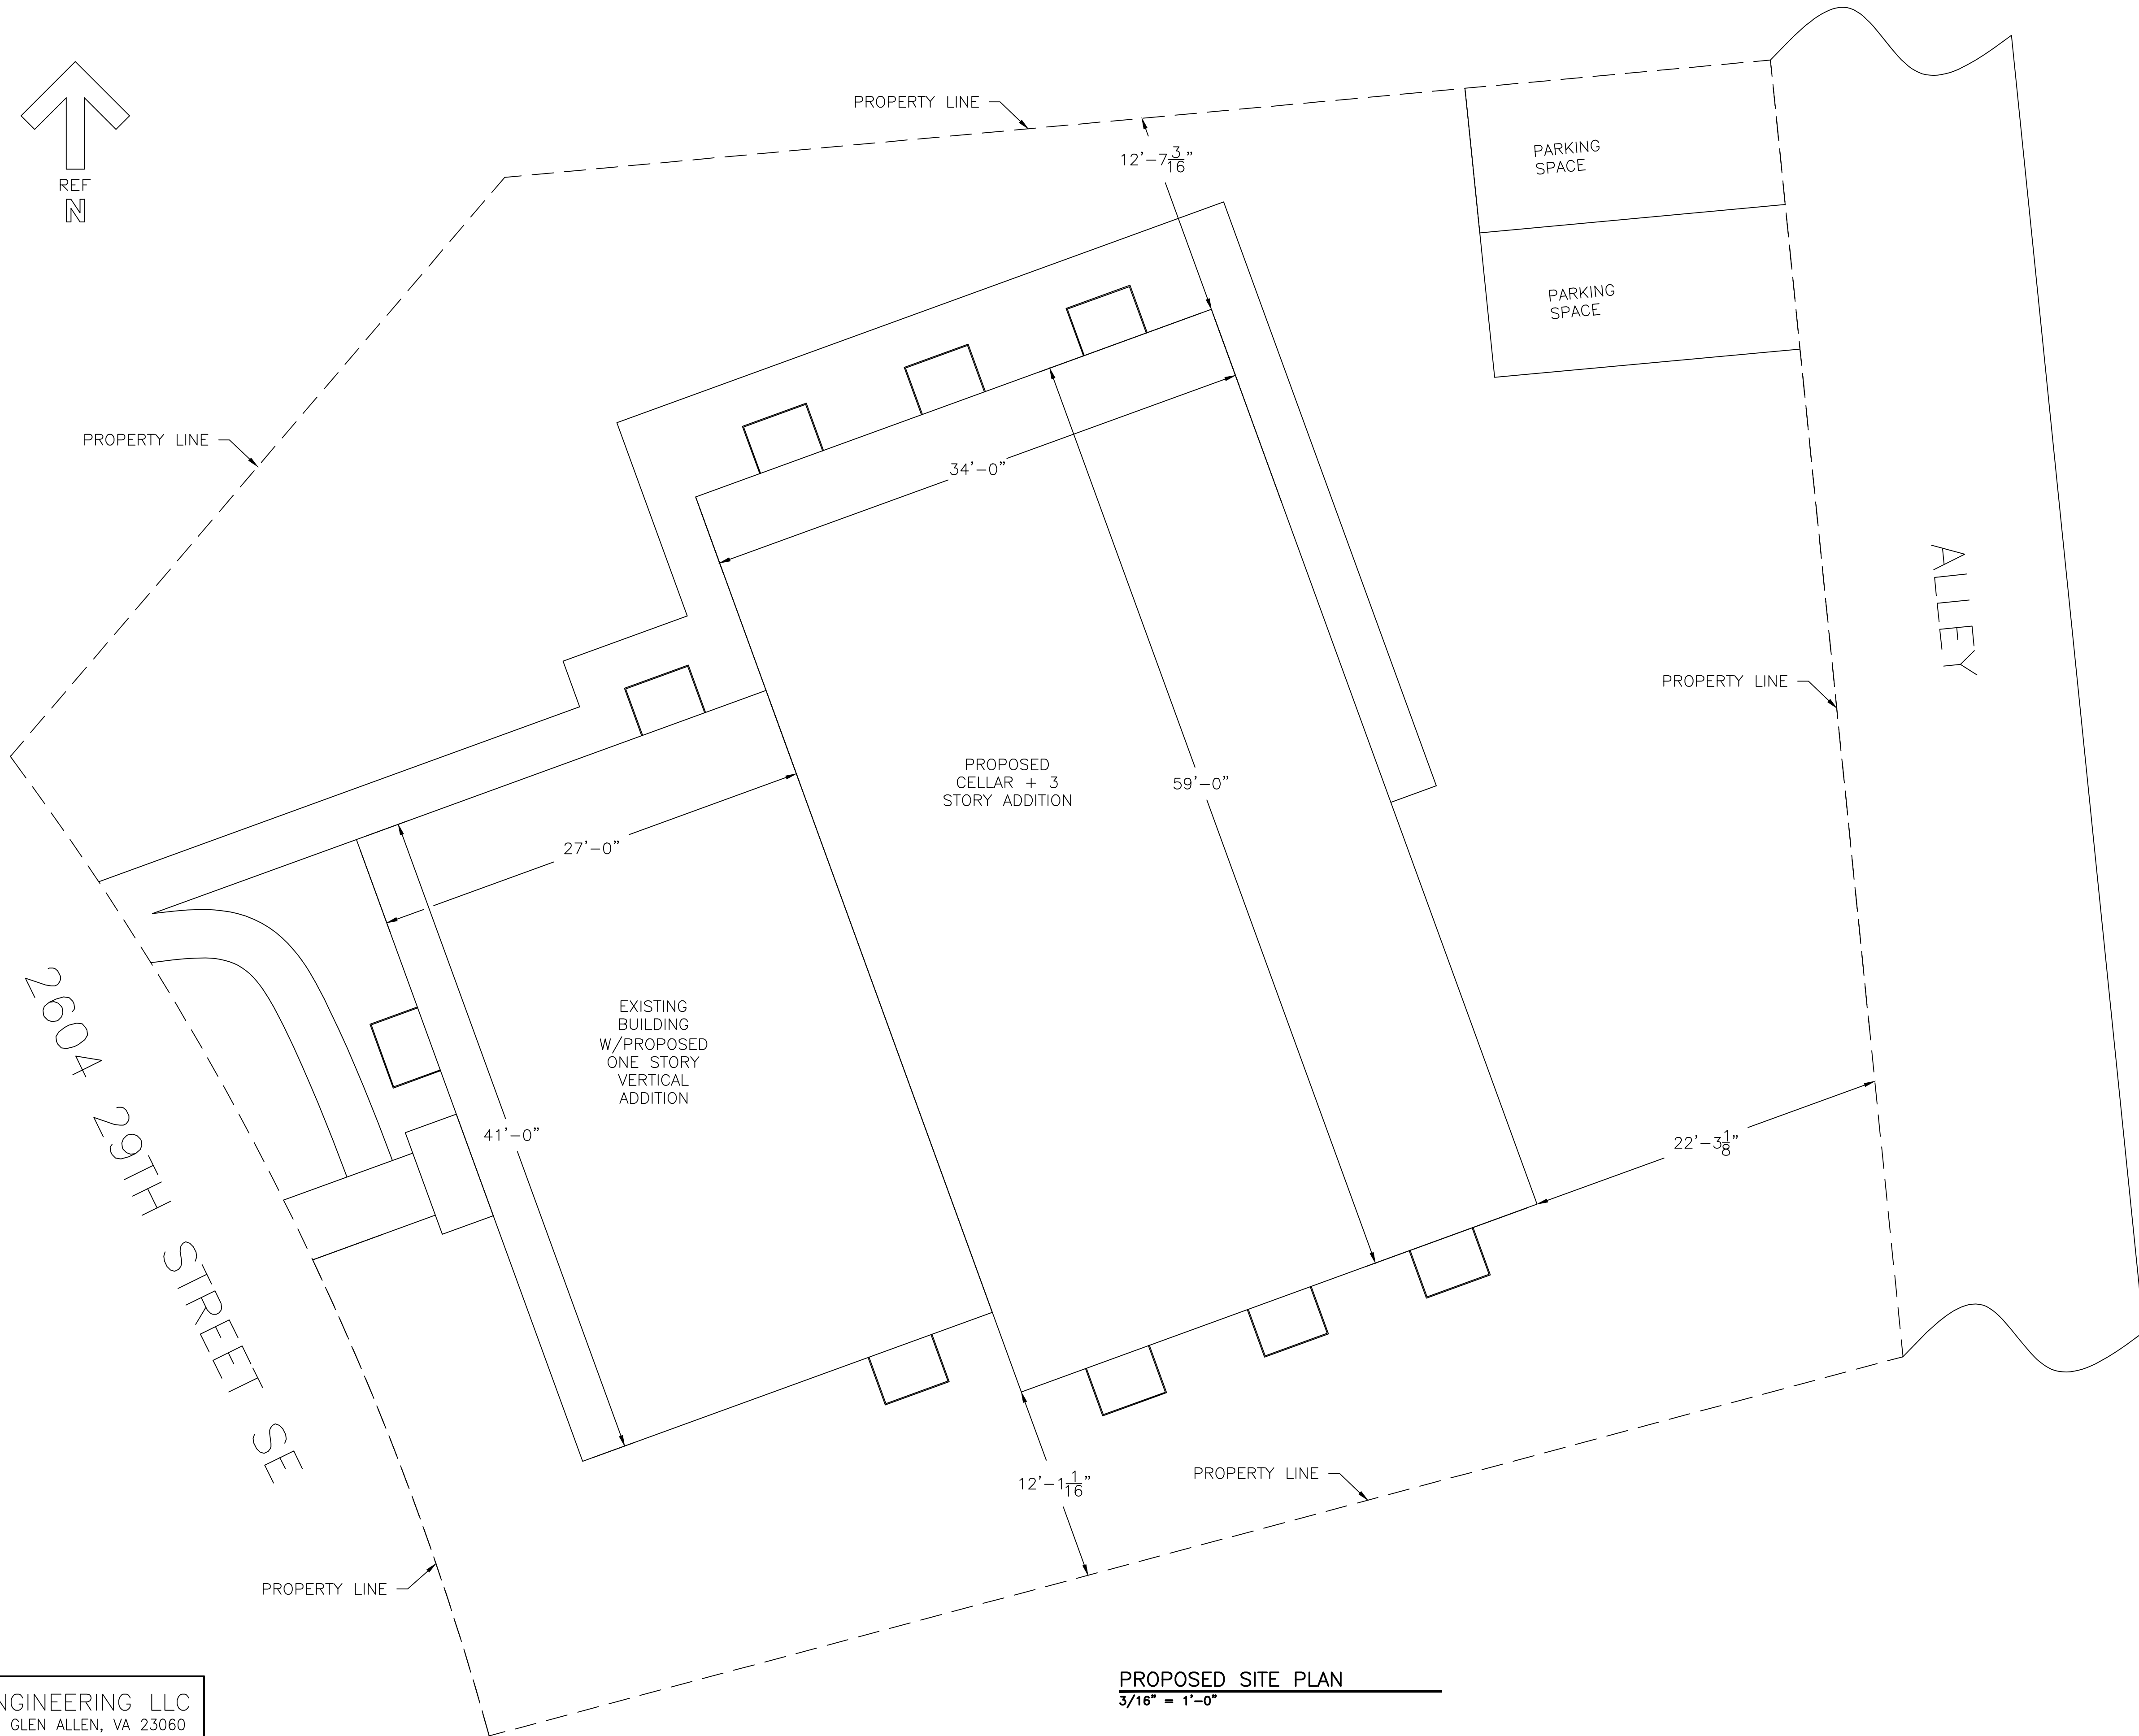 REF
N
PROPERTY LINE
12'-7 3/16"
PARKING
SPACE
PARKING
SPACE
PROPERTY LINE
34'-0"
ALLEY
PROPERTY LINE
PROPOSED
CELLAR + 3
STORY ADDITION
59'-0"
27'-0"
2604 29TH STREET SE
EXISTING
BUILDING
W/PROPOSED
ONE STORY
VERTICAL
ADDITION
41'-0"
22'-3 1/8"
12'-1 1/16"
PROPERTY LINE
PROPERTY LINE
PROPOSED SITE PLAN
3/16" = 1'-0"
NGINEERING LLC
GLEN ALLEN, VA 23060